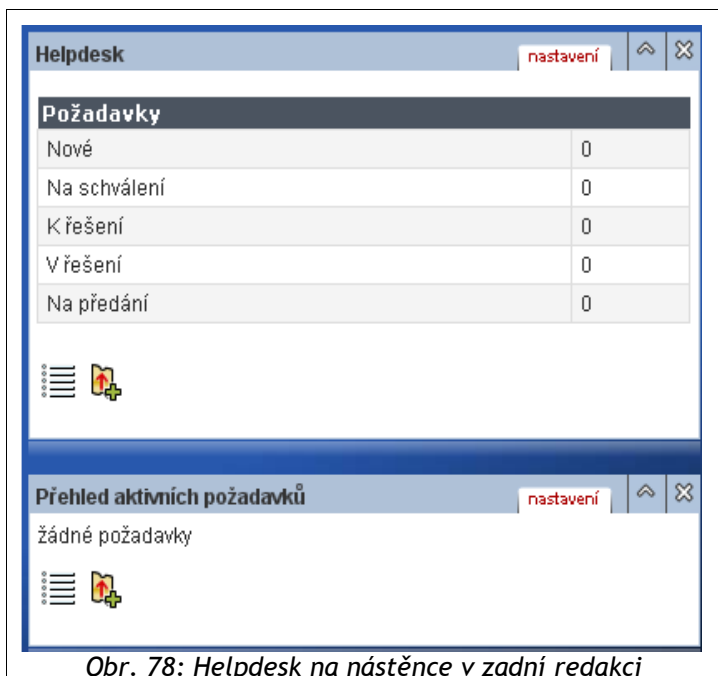 Helpdesk nastavení
Požadavky
Nové 0
Na schválení 0
K řešení 0
V řešení 0
Na předání 0
Přehled aktivních požadavků nastavení
žádné požadavky
Obr. 78: Helpdesk na nástěnce v zadní redakci